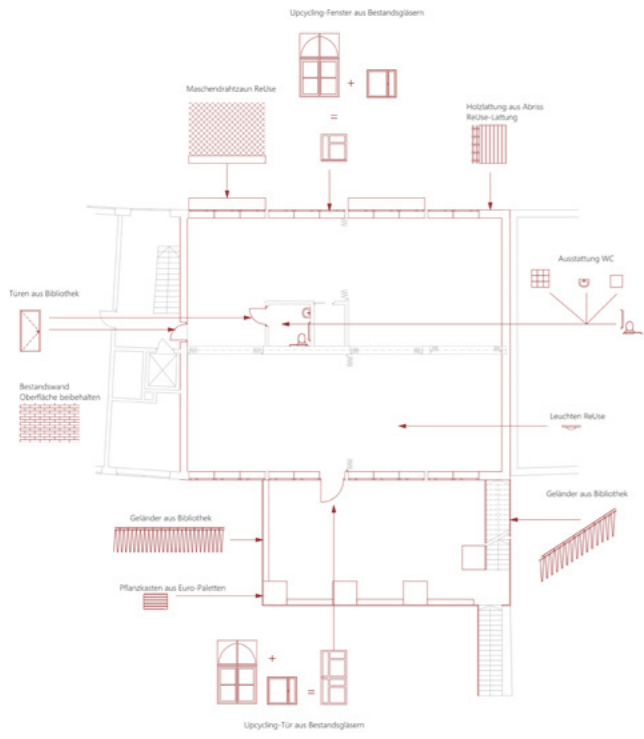 Upcycling-Fenster aus Bestandsgläsern
Maschendrahtzaun ReUse
+
=
Holzlattung aus Abriss
ReUse-Lattung
Ausstattung WC
Türen aus Bibliothek
Bestandswand
Oberfläche beibehalten
Leuchten ReUse
Geländer aus Bibliothek
Geländer aus Bibliothek
Pflanzkasten aus Euro-Paletten
+
=
Upcycling-Tür aus Bestandsgläsern